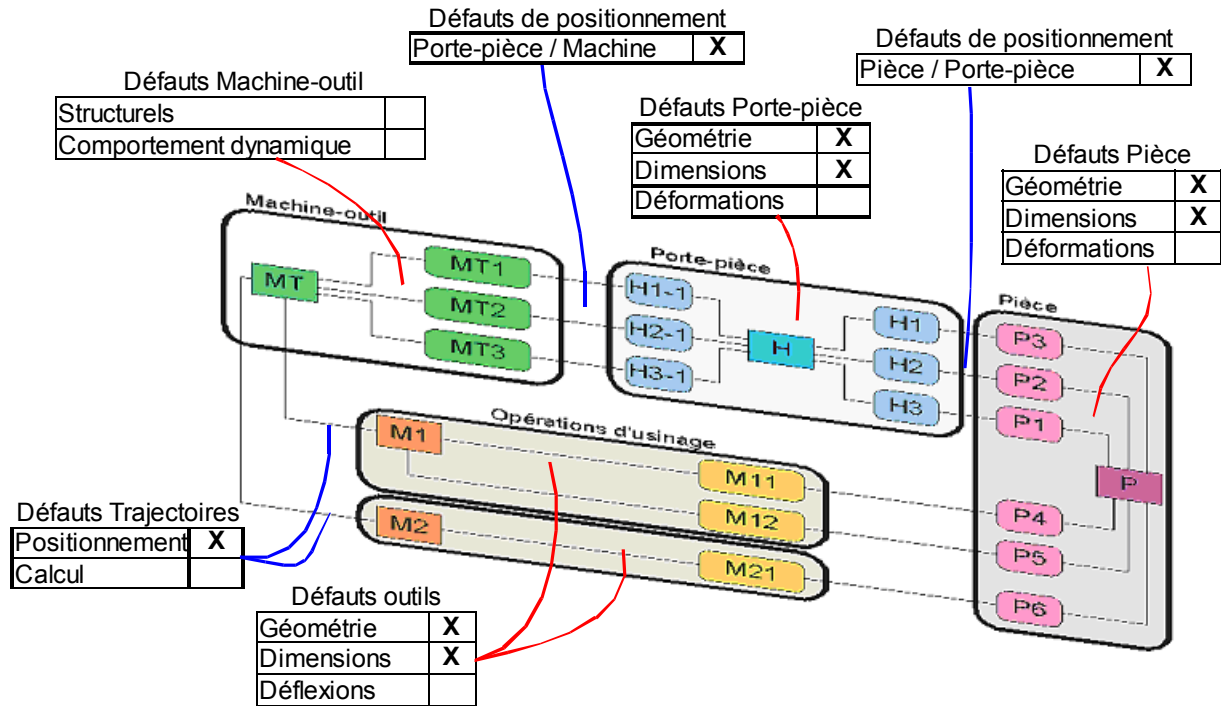 Défauts de positionnement
Porte-pièce / Machine X
Défauts de positionnement
Pièce / Porte-pièce X
Défauts Machine-outil
Structurels
Comportement dynamique
Défauts Porte-pièce
Géométrie X
Dimensions X
Déformations
Défauts Pièce
Géométrie X
Dimensions X
Déformations
Machine-outil
MT
MT1
MT2
MT3
Porte-pièce
H1-1
H2-1
H3-1
H
H1
H2
H3
Pièce
P3
P2
P1
P
P4
P5
P6
Opérations d'usinage
M1
M11
M12
M2
M21
Défauts Trajectoires
Positionnement X
Calcul
Défauts outils
Géométrie X
Dimensions X
Déflexions